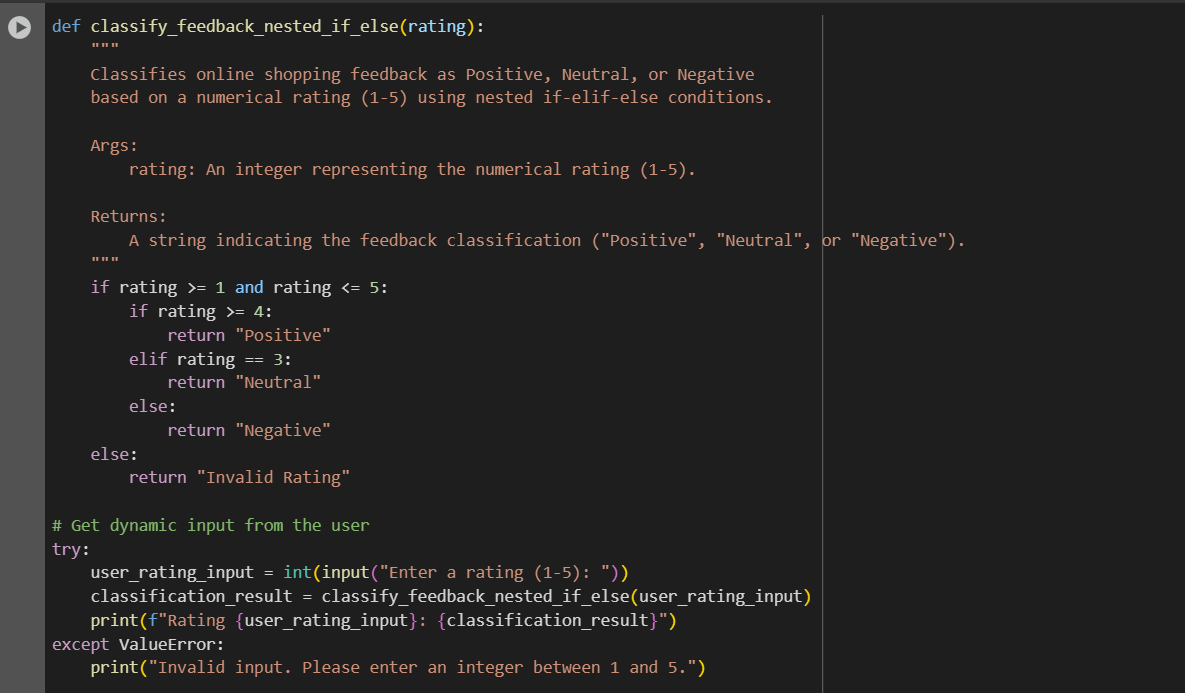 def classify_feedback_nested_if_else(rating):
    """
    Classifies online shopping feedback as Positive, Neutral, or Negative
    based on a numerical rating (1-5) using nested if-elif-else conditions.

    Args:
        rating: An integer representing the numerical rating (1-5).

    Returns:
        A string indicating the feedback classification ("Positive", "Neutral", or "Negative").
    """
    if rating >= 1 and rating <= 5:
        if rating >= 4:
            return "Positive"
        elif rating == 3:
            return "Neutral"
        else:
            return "Negative"
    else:
        return "Invalid Rating"

# Get dynamic input from the user
try:
    user_rating_input = int(input("Enter a rating (1-5): "))
    classification_result = classify_feedback_nested_if_else(user_rating_input)
    print(f"Rating {user_rating_input}: {classification_result}")
except ValueError:
    print("Invalid input. Please enter an integer between 1 and 5.")